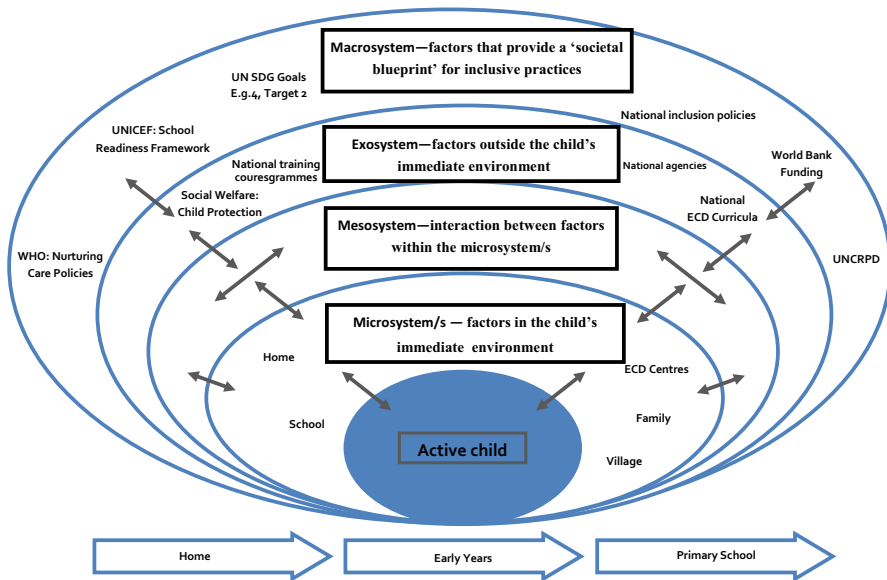 Macrosystem—factors that provide a ‘societal
blueprint’ for inclusive practices
UN SDG Goals
E.g.4, Target 2
National inclusion policies
UNICEF: School
Readiness Framework
Exosystem—factors outside the child’s
immediate environment
National training
couresgrammes
National agencies
World Bank
Funding
Social Welfare:
Child Protection
National
ECD Curricula
Mesosystem—interaction between factors
within the microsystem/s
WHO: Nurturing
Care Policies
UNCRPD
Microsystem/s — factors in the child’s
immediate environment
Home
ECD Centres
School
Family
Active child
Village
Home
Early Years
Primary School